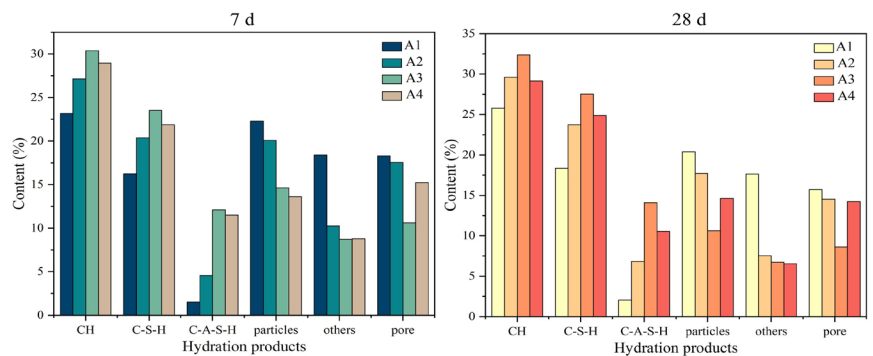 7 d
A1
A2
A3
A4
30
25
20
15
10
5
0
Content (%)
CH C-S-H C-A-S-H particles others pore
Hydration products
28 d
A1
A2
A3
A4
35
30
25
20
15
10
5
0
Content (%)
CH C-S-H C-A-S-H particles others pore
Hydration products